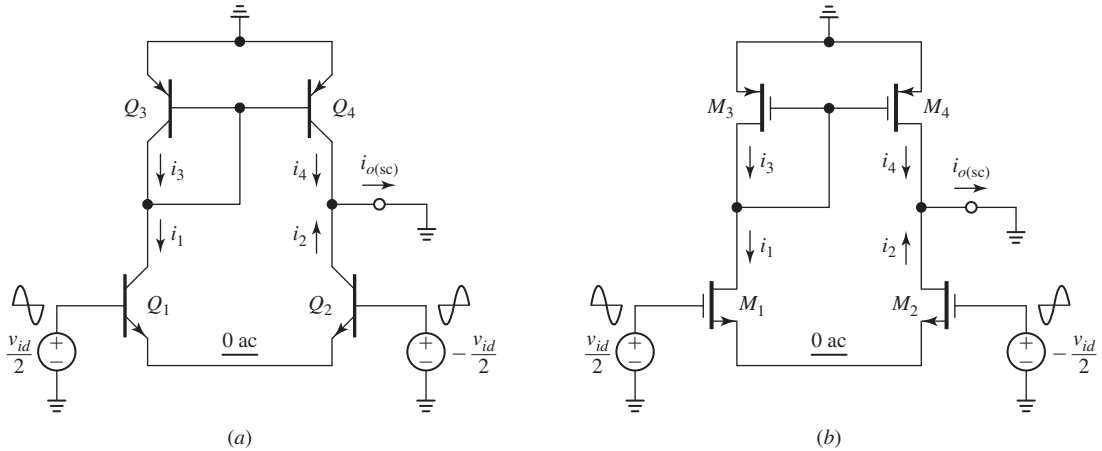 Q3
Q4
i3
i4
io(sc)
i1
i2
Q1
Q2
vid/2
+
−
0 ac
+
−
−vid/2
(a)
M3
M4
i3
i4
io(sc)
i1
i2
M1
M2
vid/2
+
−
0 ac
+
−
−vid/2
(b)